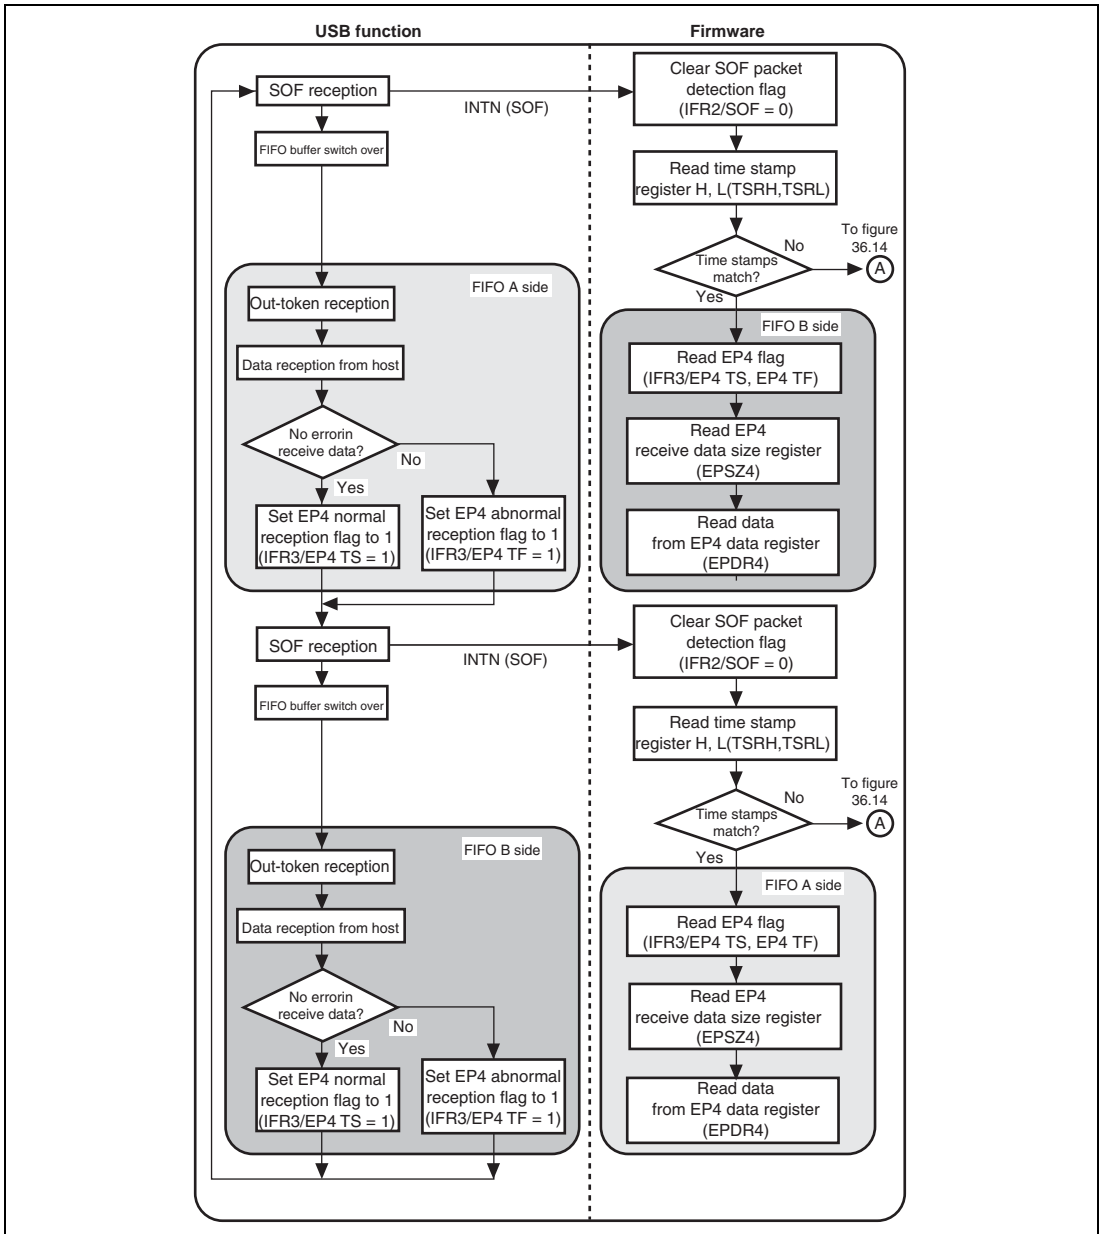 USB function
Firmware
SOF reception
INTN (SOF)
Clear SOF packet
detection flag
(IFR2/SOF = 0)
FIFO buffer switch over
Read time stamp
register H, L(TSRH,TSRL)
Time stamps
match?
No
To figure
36.14
A
Yes
FIFO A side
Out-token reception
Data reception from host
No errorin
receive data?
No
Yes
Set EP4 normal
reception flag to 1
(IFR3/EP4 TS = 1)
Set EP4 abnormal
reception flag to 1
(IFR3/EP4 TF = 1)
FIFO B side
Read EP4 flag
(IFR3/EP4 TS, EP4 TF)
Read EP4
receive data size register
(EPSZ4)
Read data
from EP4 data register
(EPDR4)
SOF reception
INTN (SOF)
Clear SOF packet
detection flag
(IFR2/SOF = 0)
FIFO buffer switch over
Read time stamp
register H, L(TSRH,TSRL)
Time stamps
match?
No
To figure
36.14
A
Yes
FIFO B side
Out-token reception
Data reception from host
No errorin
receive data?
No
Yes
Set EP4 normal
reception flag to 1
(IFR3/EP4 TS = 1)
Set EP4 abnormal
reception flag to 1
(IFR3/EP4 TF = 1)
FIFO A side
Read EP4 flag
(IFR3/EP4 TS, EP4 TF)
Read EP4
receive data size register
(EPSZ4)
Read data
from EP4 data register
(EPDR4)